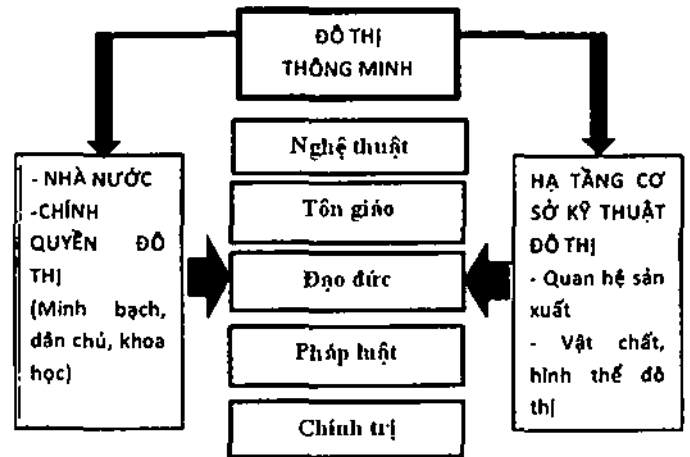 ĐÔ THỊ
THÔNG MINH
- NHÀ NƯỚC
-CHÍNH
QUYỀN ĐÔ
THỊ
(Minh bạch,
dân chủ, khoa
học)
Nghệ thuật
Tôn giáo
Đạo đức
Pháp luật
Chính trị
HẠ TẦNG CƠ
SỞ KỸ THUẬT
ĐÔ THỊ
- Quan hệ sản
xuất
- Vật chất,
hình thể đô
thị